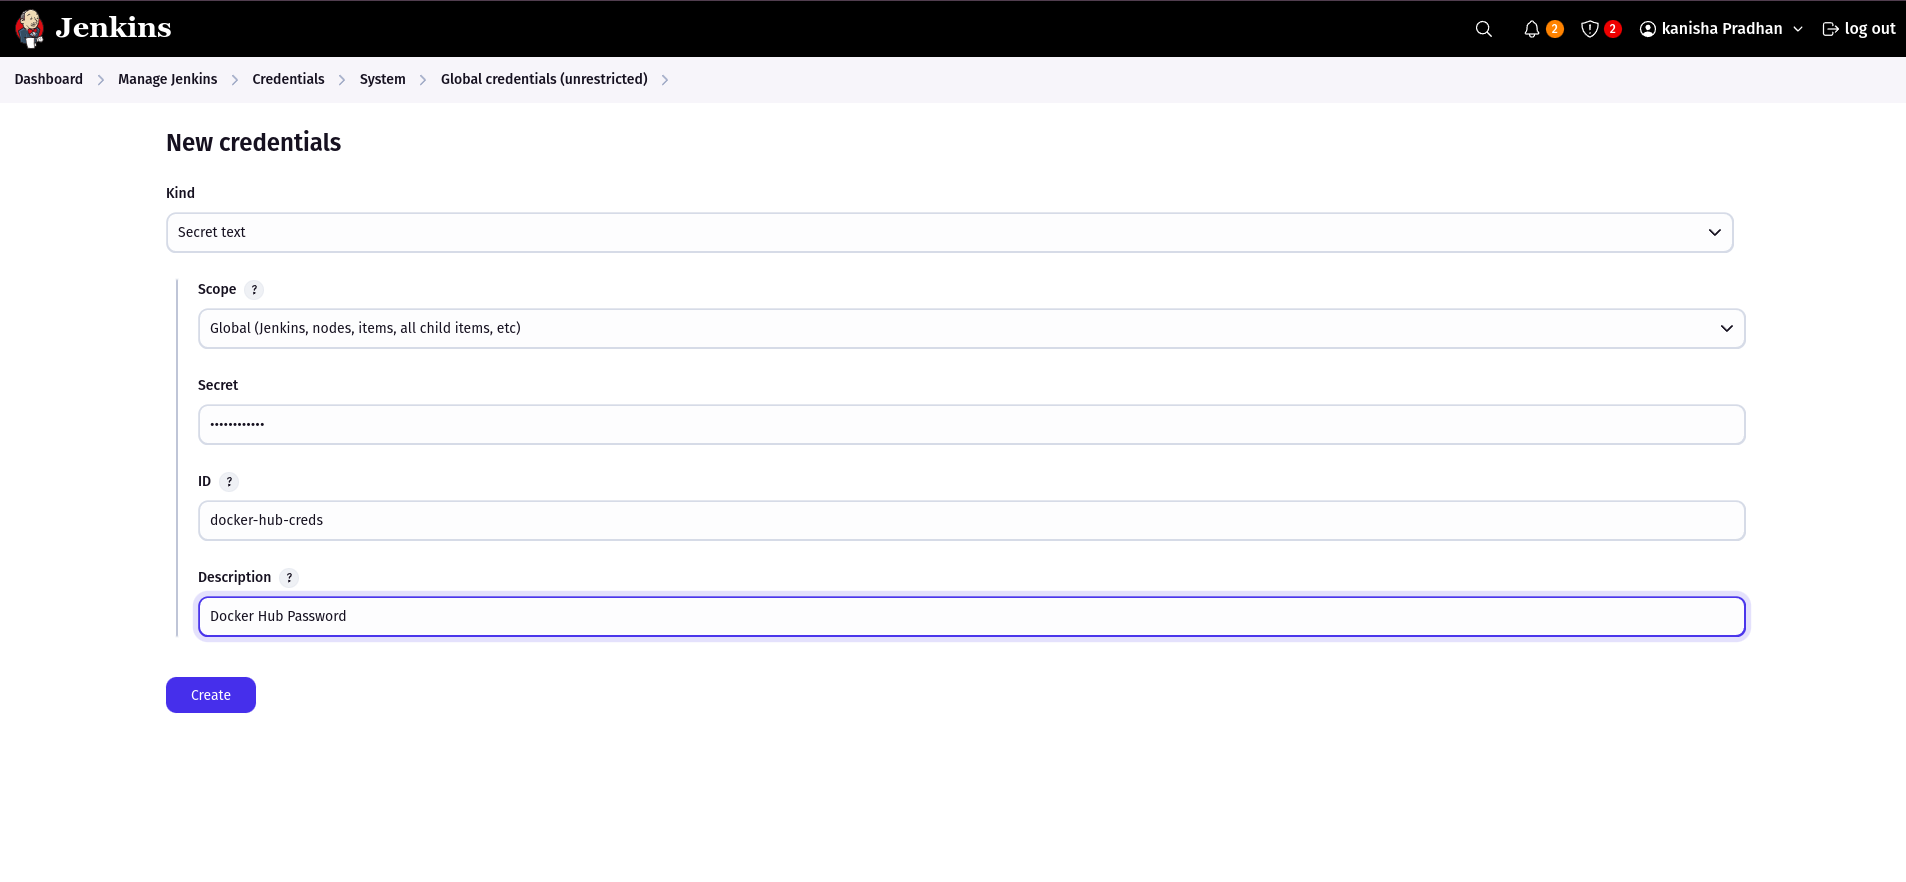 Jenkins
2
2
kanisha Pradhan
log out
Dashboard
Manage Jenkins
Credentials
System
Global credentials (unrestricted)
New credentials
Kind
Secret text
Scope ?
Global (Jenkins, nodes, items, all child items, etc)
Secret
••••••••••••
ID ?
docker-hub-creds
Description ?
Docker Hub Password
Create